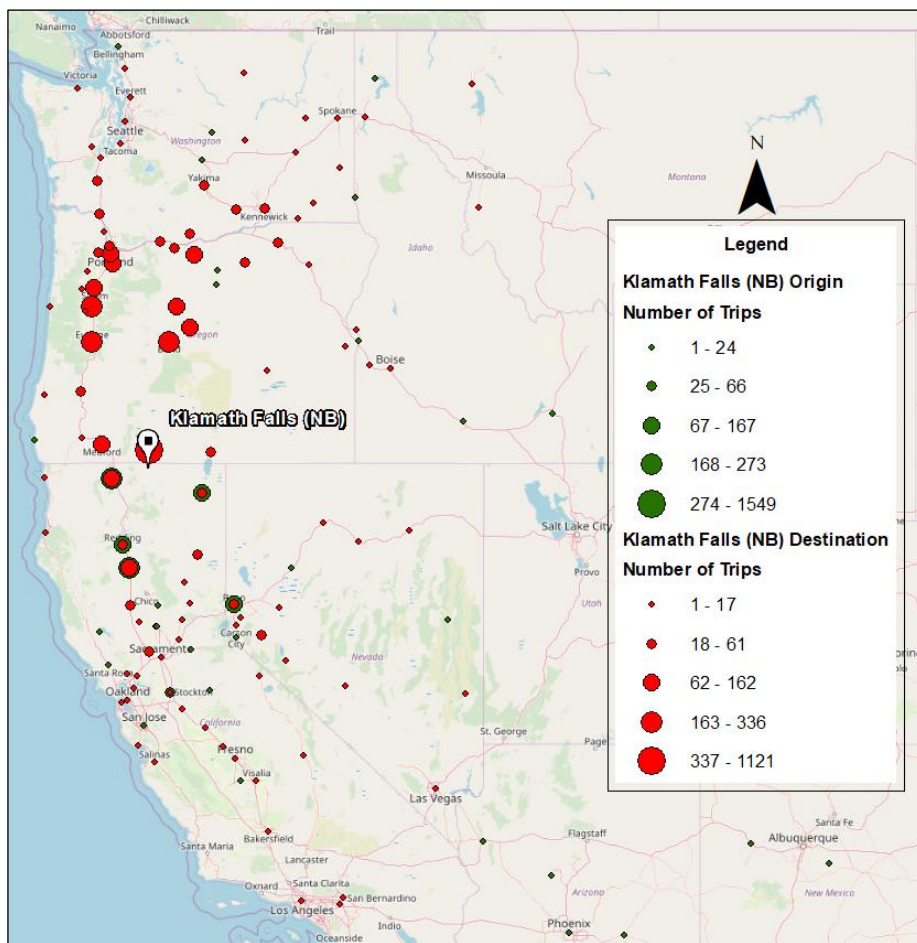 Nanaimo
Chilliwack
Abbotsford
Trail
Bellingham
Victoria
Everett
Spokane
Seattle
Washington
Tacoma
Yakima
Missoula
Montana
Kennewick
N
Idaho
Portland
Boise
Klamath Falls (NB)
Medford
Salt Lake City
Provo
Redding
Utah
Chico
Reno
Carson
City
Sacramento
Nevada
Santa Rosa
Oakland
Stockton
San Jose
California
St. George
Page
Salinas
Fresno
Visalia
Las Vegas
Santa Fe
Bakersfield
Flagstaff
Albuquerque
Santa Maria
Lancaster
Arizona
New Mexico
Oxnard
Santa Clarita
San Bernardino
Los Angeles
Indio
Phoenix
Oceanside
Legend
Klamath Falls (NB) Origin
Number of Trips
1 - 24
25 - 66
67 - 167
168 - 273
274 - 1549
Klamath Falls (NB) Destination
Number of Trips
1 - 17
18 - 61
62 - 162
163 - 336
337 - 1121